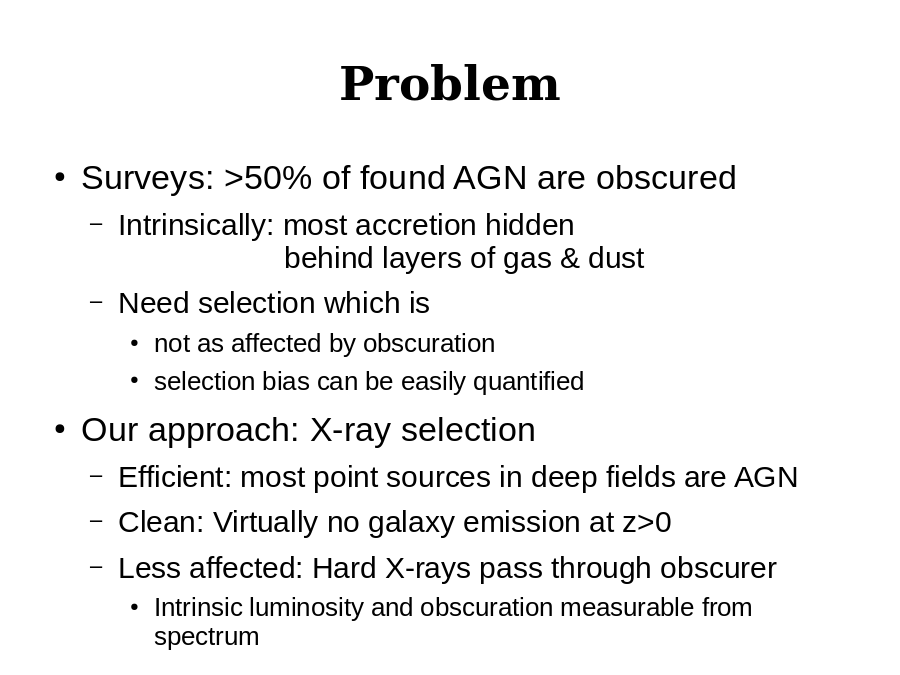 Problem
• Surveys: >50% of found AGN are obscured
– Intrinsically: most accretion hidden
behind layers of gas & dust
– Need selection which is
• not as affected by obscuration
• selection bias can be easily quantified
• Our approach: X-ray selection
– Efficient: most point sources in deep fields are AGN
– Clean: Virtually no galaxy emission at z>0
– Less affected: Hard X-rays pass through obscurer
• Intrinsic luminosity and obscuration measurable from
spectrum